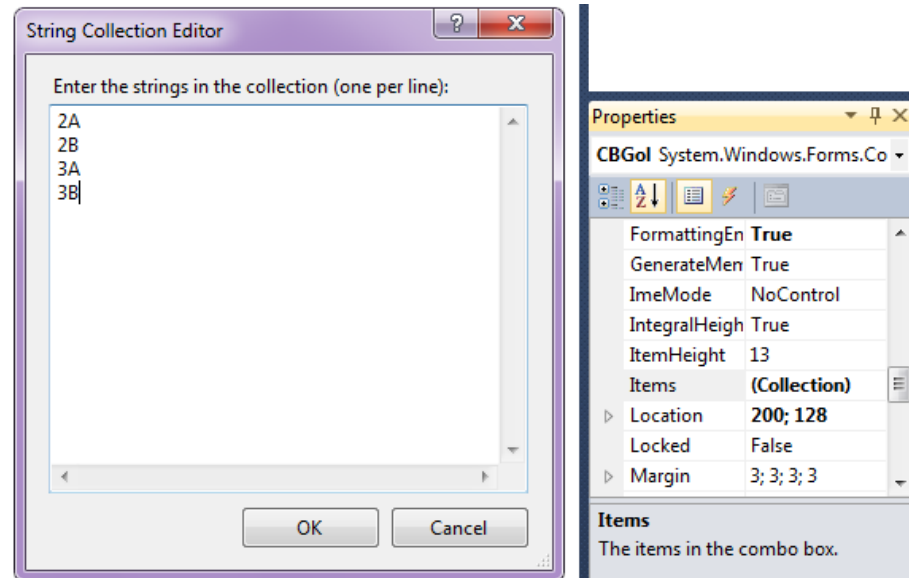 String Collection Editor
?
X
Enter the strings in the collection (one per line):
2A
2B
3A
3B
OK
Cancel
Properties
CBGol System.Windows.Forms.Co
A
Z
FormattingEn True
GenerateMen True
ImeMode NoControl
IntegralHeigh True
ItemHeight 13
Items (Collection)
Location 200; 128
Locked False
Margin 3; 3; 3; 3
Items
The items in the combo box.